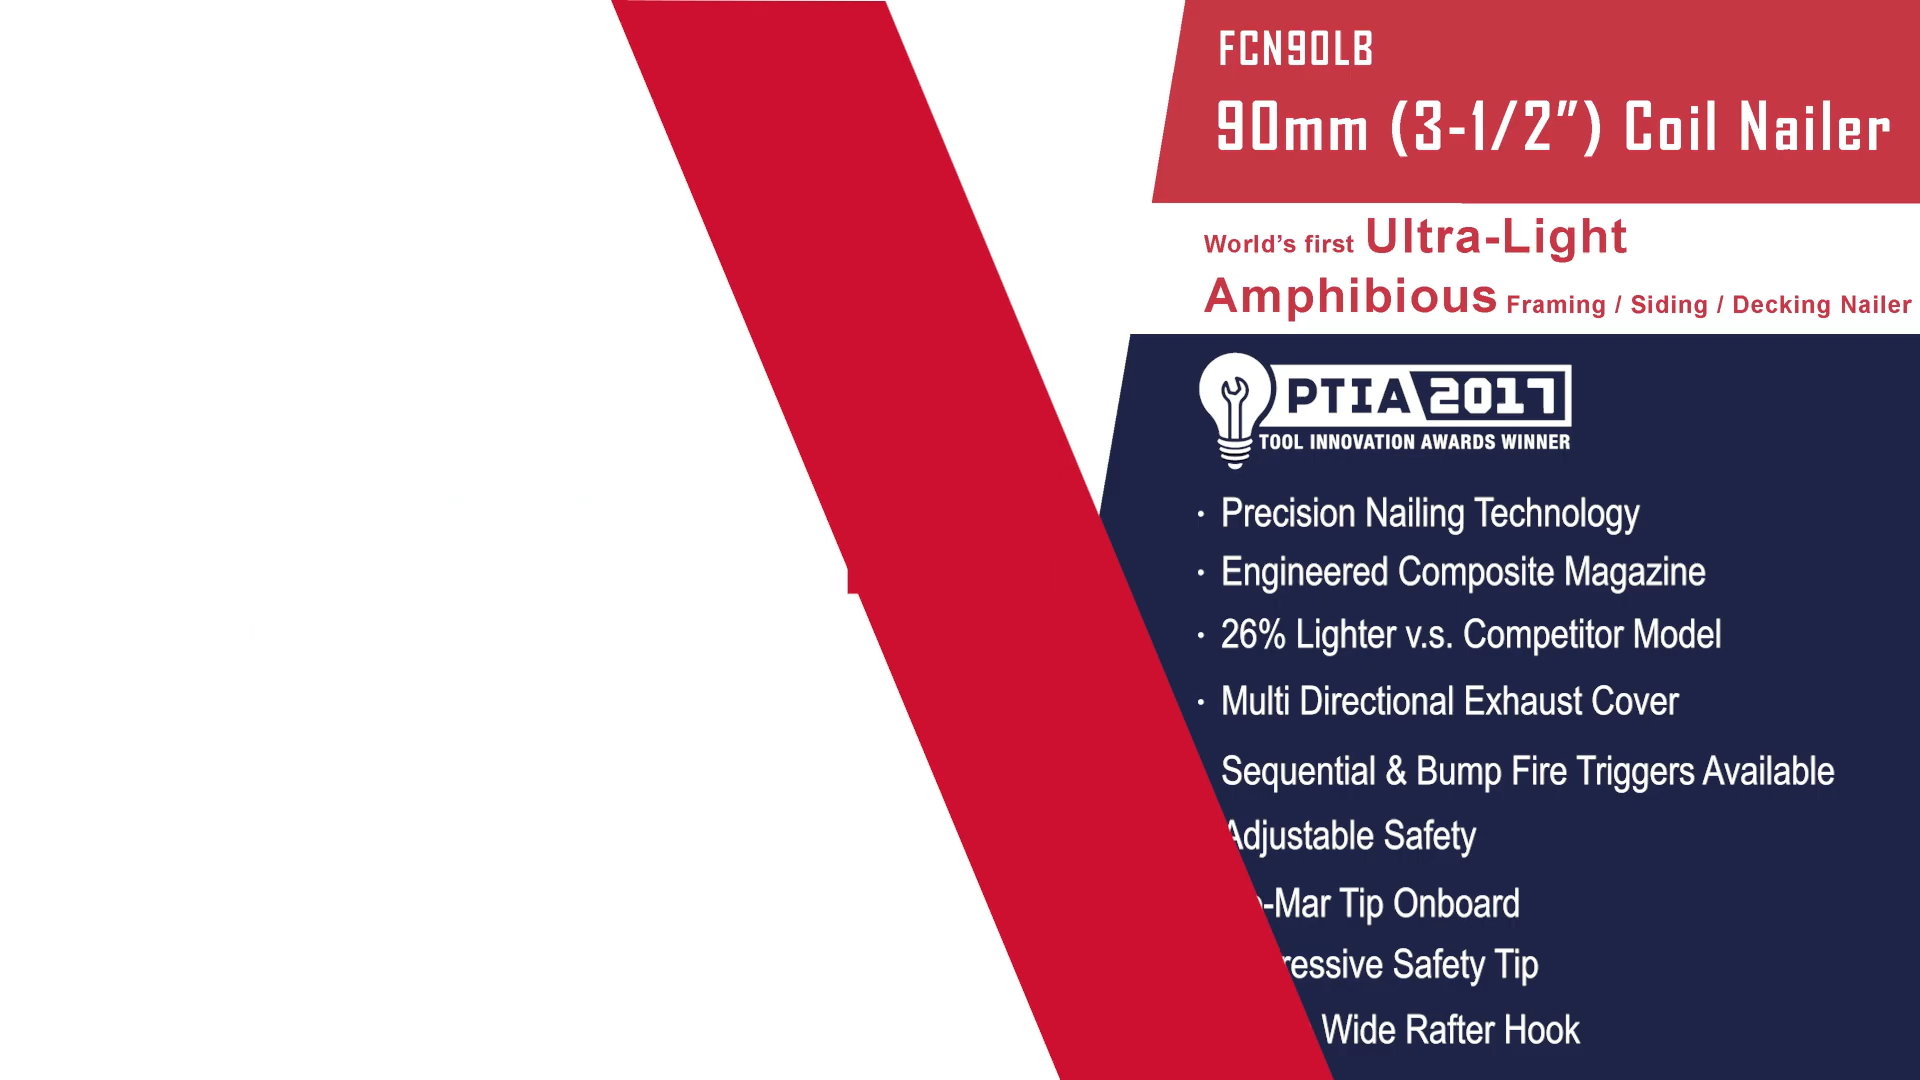 FCN90LB
90mm (3-1/2”) Coil Nailer
World’s first Ultra-Light
Amphibious Framing / Siding / Decking Nailer
PTIA 2017
TOOL INNOVATION AWARDS WINNER
· Precision Nailing Technology
· Engineered Composite Magazine
· 26% Lighter v.s. Competitor Model
· Multi Directional Exhaust Cover
Sequential & Bump Fire Triggers Available
Adjustable Safety
-Mar Tip Onboard
ressive Safety Tip
Wide Rafter Hook